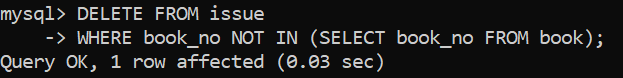 mysql> DELETE FROM issue
    -> WHERE book_no NOT IN (SELECT book_no FROM book);
Query OK, 1 row affected (0.03 sec)